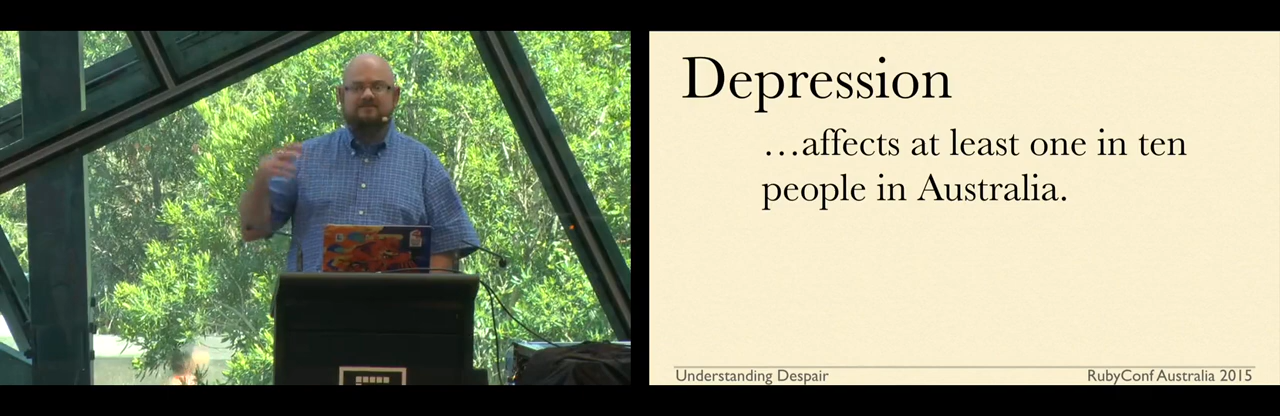 Depression
…affects at least one in ten
people in Australia.
Understanding Despair
RubyConf Australia 2015